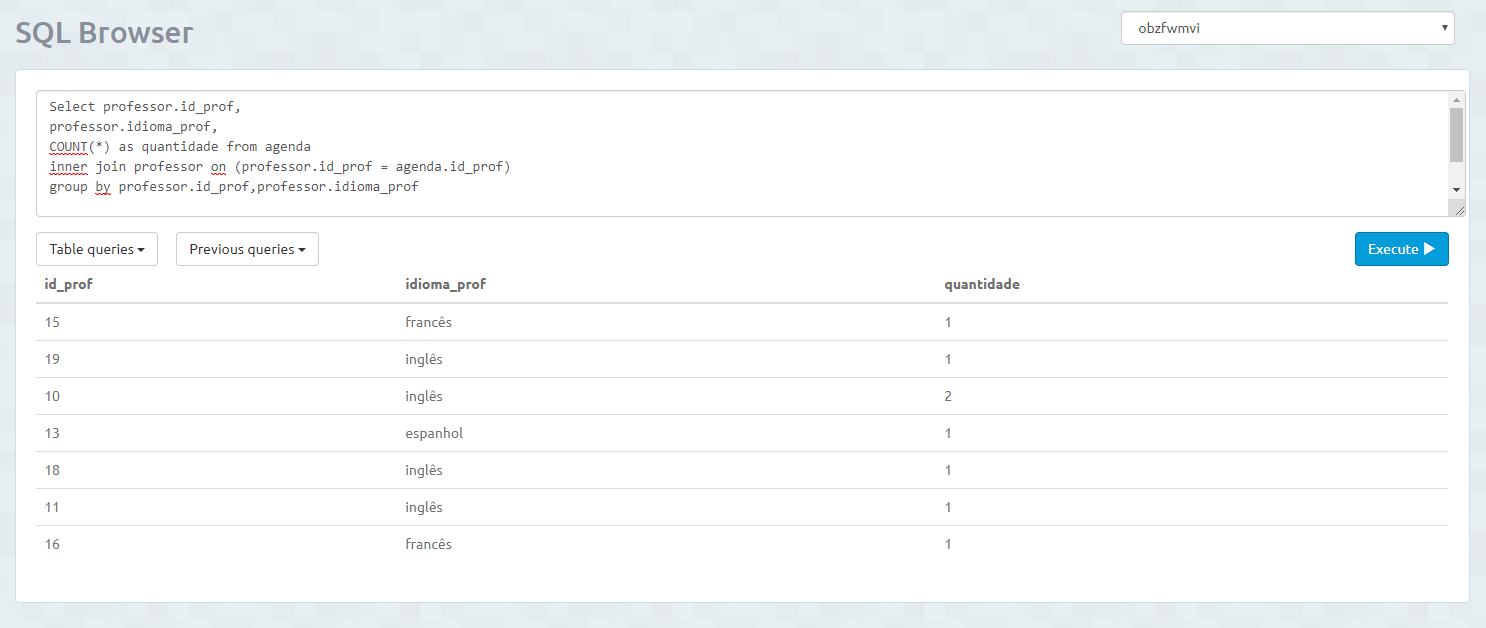 SQL Browser
obzfwmvi
Select professor.id_prof,
professor.idioma_prof,
COUNT(*) as quantidade from agenda
inner join professor on (professor.id_prof = agenda.id_prof)
group by professor.id_prof,professor.idioma_prof
Table queries Previous queries Execute
id_prof idioma_prof quantidade
15 francês 1
19 inglês 1
10 inglês 2
13 espanhol 1
18 inglês 1
11 inglês 1
16 francês 1